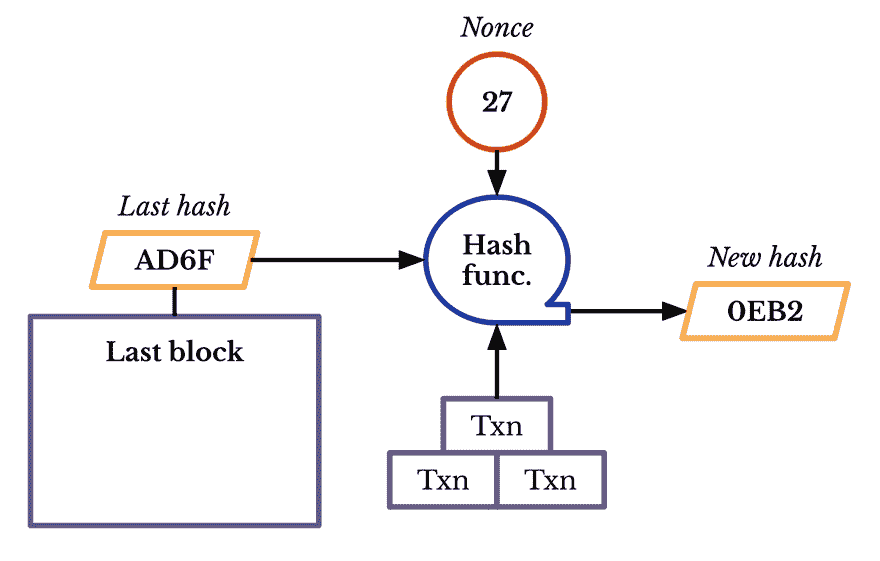 Nonce
27
Last hash
AD6F
Hash
func.
New hash
0EB2
Last block
Txn
Txn
Txn